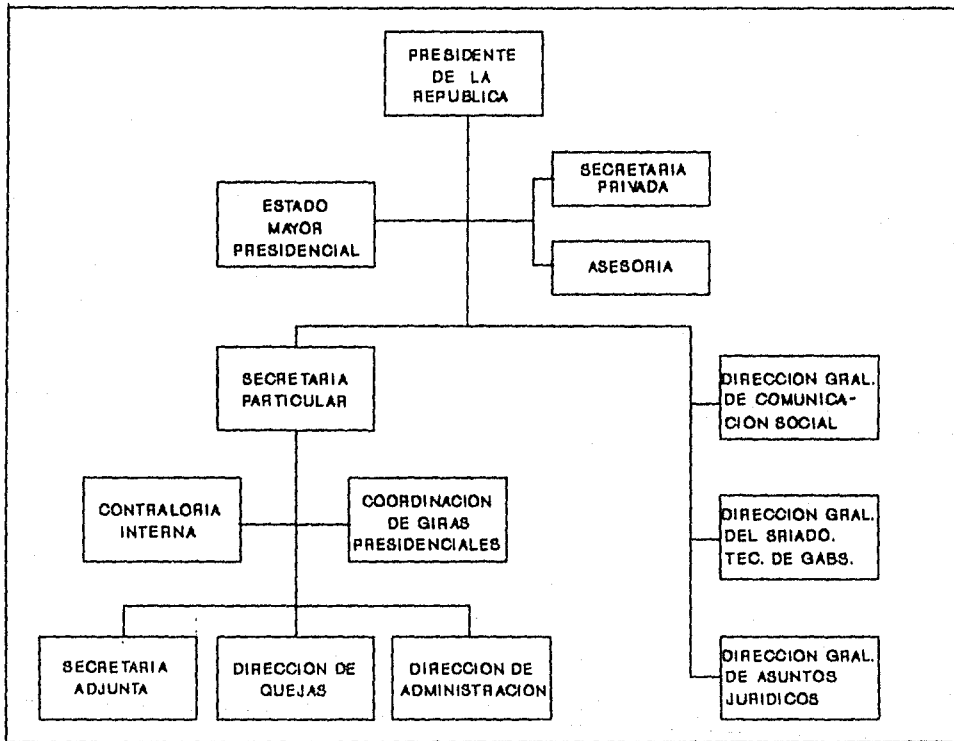 PRESIDENTE
DE LA
REPUBLICA
SECRETARIA
PRIVADA
ESTADO
MAYOR
PRESIDENCIAL
ASESORIA
SECRETARIA
PARTICULAR
DIRECCION GRAL.
DE COMUNICA-
CION SOCIAL
CONTRALORIA
INTERNA
COORDINACION
DE GIRAS
PRESIDENCIALES
DIRECCION GRAL.
DEL SRIADO.
TEC. DE GABS.
SECRETARIA
ADJUNTA
DIRECCION DE
QUEJAS
DIRECCION DE
ADMINISTRACION
DIRECCION GRAL.
DE ASUNTOS
JURIDICOS